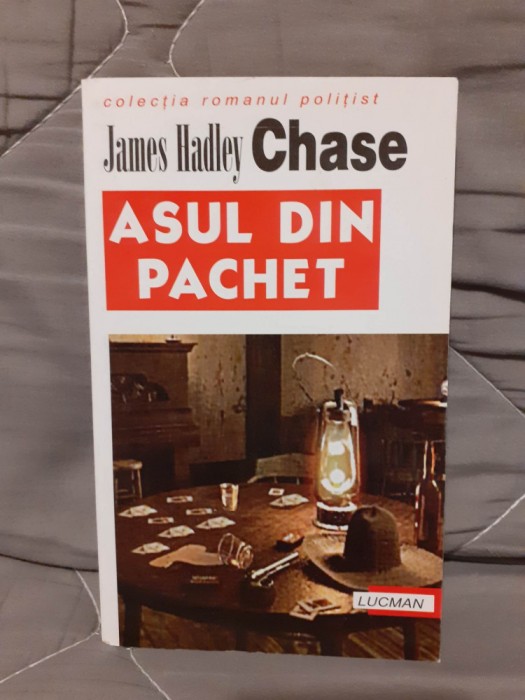 colecția romanul polițist
James Hadley Chase
ASUL DIN
PACHET
LUCMAN